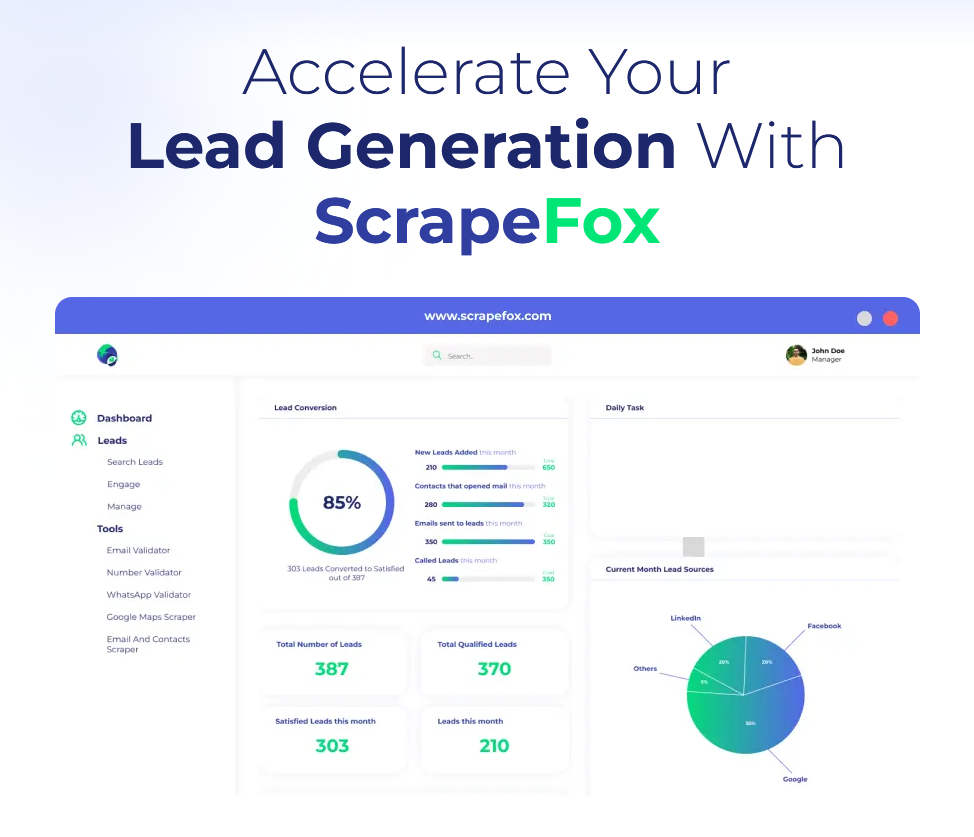 Accelerate Your
Lead Generation With
ScrapeFox
www.scrapefox.com
Search..
John Doe
Manager
Dashboard
Leads
Search Leads
Engage
Manage
Tools
Email Validator
Number Validator
WhatsApp Validator
Google Maps Scraper
Email And Contacts
Scraper
Lead Conversion
85%
303 Leads Converted to Satisfied
out of 387
New Leads Added this month
210
650
Contacts that opened mail this month
280
320
Emails sent to leads this month
350
350
Called Leads this month
45
350
Total Number of Leads
387
Total Qualified Leads
370
Satisfied Leads this month
303
Leads this month
210
Daily Task
Current Month Lead Sources
LinkedIn
Facebook
Others
20%
20%
5%
Google